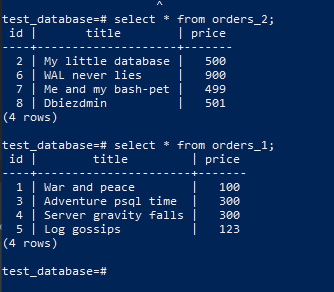 ^
test_database=# select * from orders_2;
 id |       title        | price
----+--------------------+-------
  2 | My little database |   500
  6 | WAL never lies     |   900
  7 | Me and my bash-pet |   499
  8 | Dbiezdmin          |   501
(4 rows)

test_database=# select * from orders_1;
 id |        title         | price
----+----------------------+-------
  1 | War and peace        |   100
  3 | Adventure psql time  |   300
  4 | Server gravity falls |   300
  5 | Log gossips          |   123
(4 rows)

test_database=#